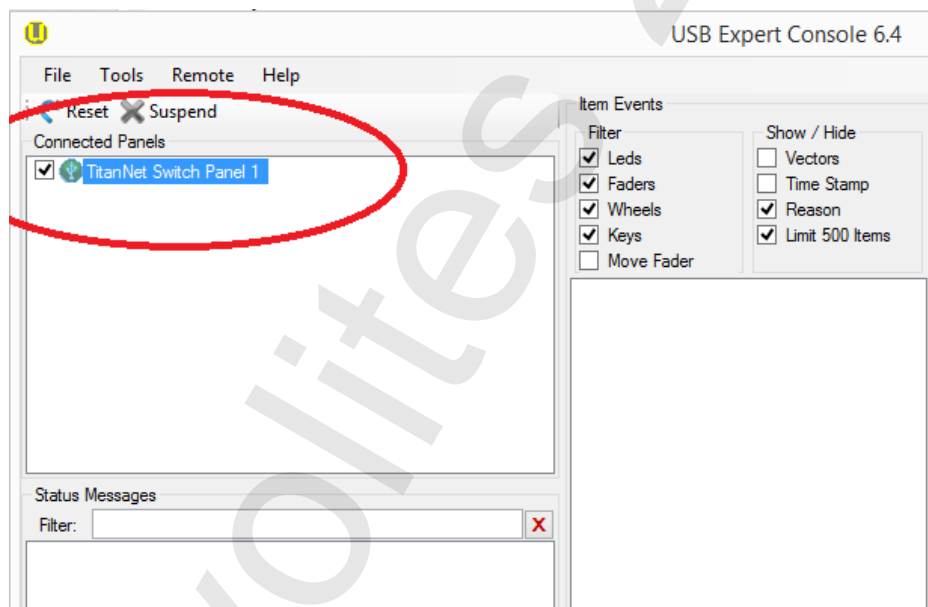 USB Expert Console 6.4
File Tools Remote Help
Reset Suspend
Connected Panels
TitanNet Switch Panel 1
Status Messages
Filter:
X
Item Events
Filter
Leds
Faders
Wheels
Keys
Move Fader
Show / Hide
Vectors
Time Stamp
Reason
Limit 500 Items